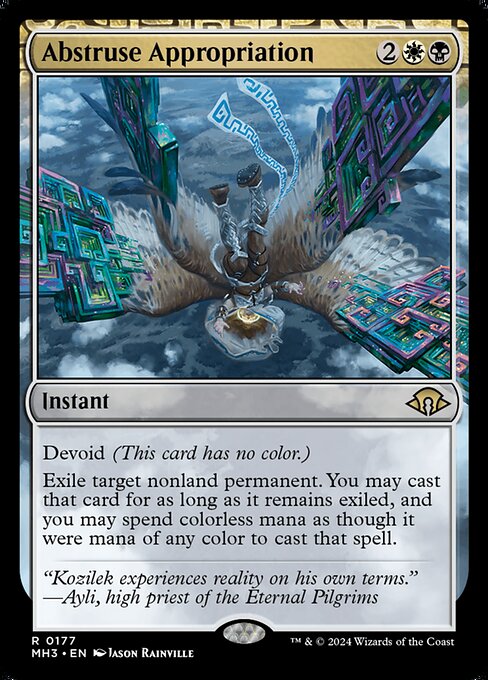 Abstruse Appropriation 2
Instant
Devoid (This card has no color.)
Exile target nonland permanent. You may cast
that card for as long as it remains exiled, and
you may spend colorless mana as though it
were mana of any color to cast that spell.
“Kozilek experiences reality on his own terms.”
—Ayli, high priest of the Eternal Pilgrims
R 0177
MH3 • EN Jason Rainville
™ & © 2024 Wizards of the Coast